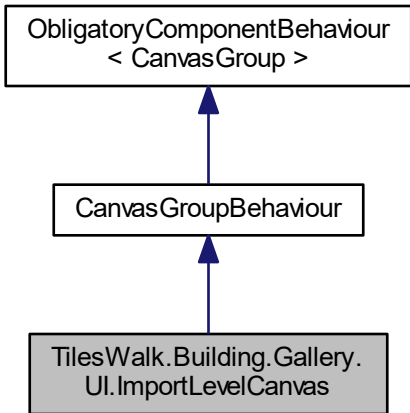 ObligatoryComponentBehaviour
< CanvasGroup >
CanvasGroupBehaviour
TilesWalk.Building.Gallery.
UI.ImportLevelCanvas